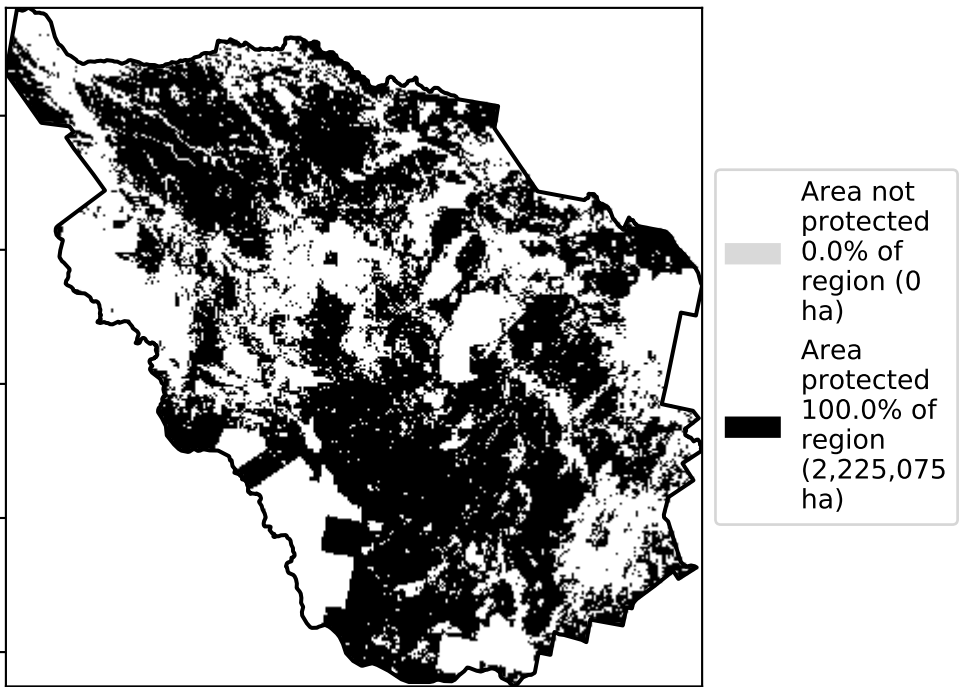 Area not
protected
0.0% of
region (0
ha)
Area
protected
100.0% of
region
(2,225,075
ha)